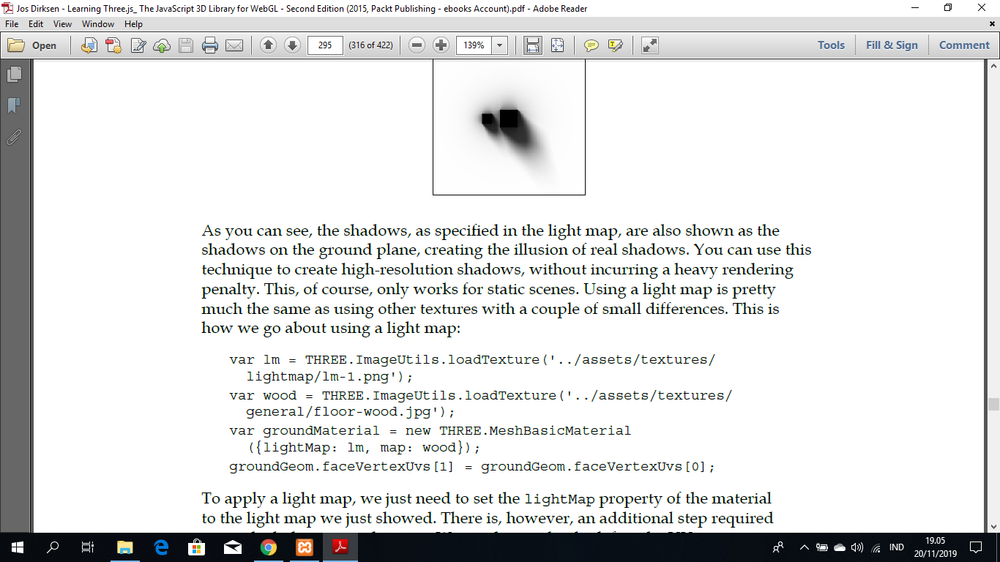 Jos Dirksen - Learning Three.js_ The JavaScript 3D Library for WebGL - Second Edition (2015, Packt Publishing - ebooks Account).pdf - Adobe Reader
File Edit View Window Help
Open 295 (316 of 422) 139% Tools Fill & Sign Comment
As you can see, the shadows, as specified in the light map, are also shown as the
shadows on the ground plane, creating the illusion of real shadows. You can use this
technique to create high-resolution shadows, without incurring a heavy rendering
penalty. This, of course, only works for static scenes. Using a light map is pretty
much the same as using other textures with a couple of small differences. This is
how we go about using a light map:
var lm = THREE.ImageUtils.loadTexture('../assets/textures/
lightmap/lm-1.png');
var wood = THREE.ImageUtils.loadTexture('../assets/textures/
general/floor-wood.jpg');
var groundMaterial = new THREE.MeshBasicMaterial
({lightMap: lm, map: wood});
groundGeom.faceVertexUvs[1] = groundGeom.faceVertexUvs[0];
To apply a light map, we just need to set the lightMap property of the material
to the light map we just showed. There is, however, an additional step required
IND
19.05
20/11/2019